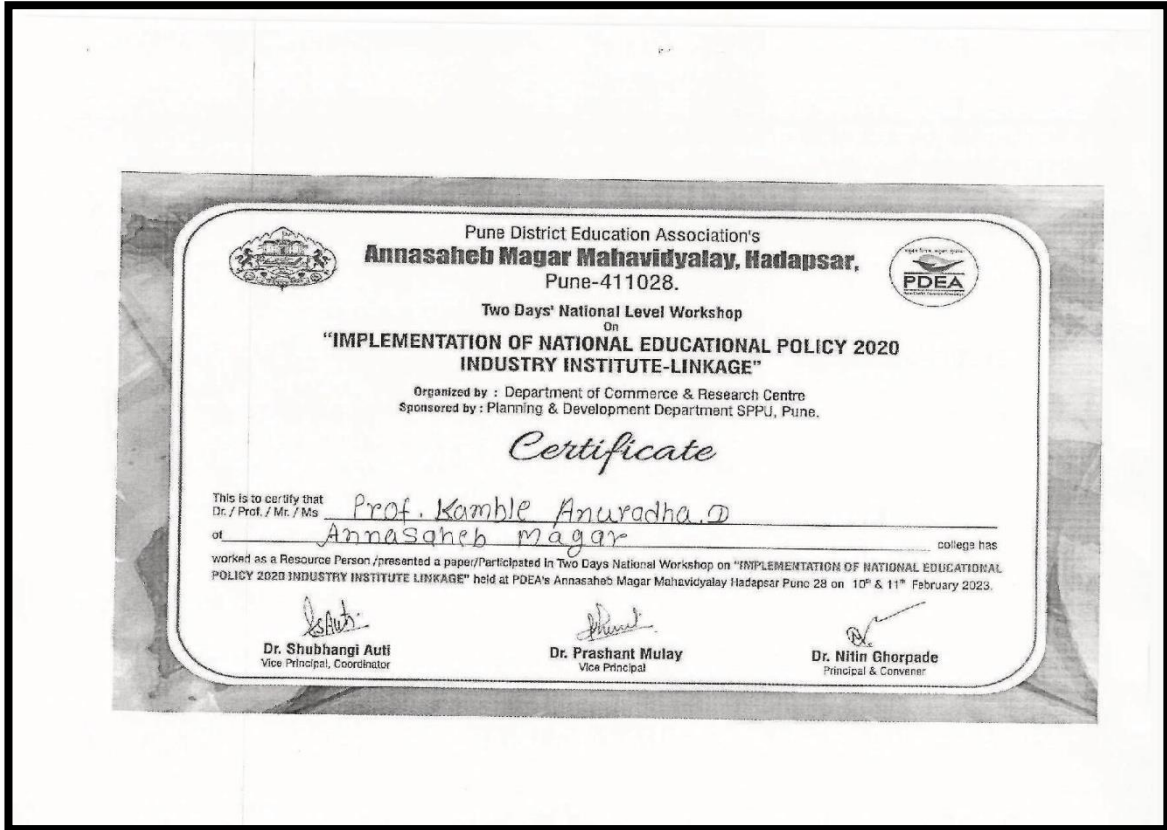 Pune District Education Association's
Annasaheb Magar Mahavidyalay, Hadapsar,
Pune-411028.
PDEA
Two Days' National Level Workshop
On
"IMPLEMENTATION OF NATIONAL EDUCATIONAL POLICY 2020
INDUSTRY INSTITUTE-LINKAGE"
Organized by : Department of Commerce & Research Centre
Sponsored by : Planning & Development Department SPPU, Pune.
Certificate
This is to certify that
Dr. / Prof. / Mr. / Ms Prof. Kamble Anuradha.D
of Annasaheb Magar college has
worked as a Resource Person /presented a paper/Participated in Two Days National Workshop on "IMPLEMENTATION OF NATIONAL EDUCATIONAL
POLICY 2020 INDUSTRY INSTITUTE LINKAGE" held at PDEA's Annasaheb Magar Mahavidyalay Hadapsar Pune 28 on 10th & 11th February 2023.
Dr. Shubhangi Auti
Vice Principal, Coordinator
Dr. Prashant Mulay
Vice Principal
Dr. Nitin Ghorpade
Principal & Convener